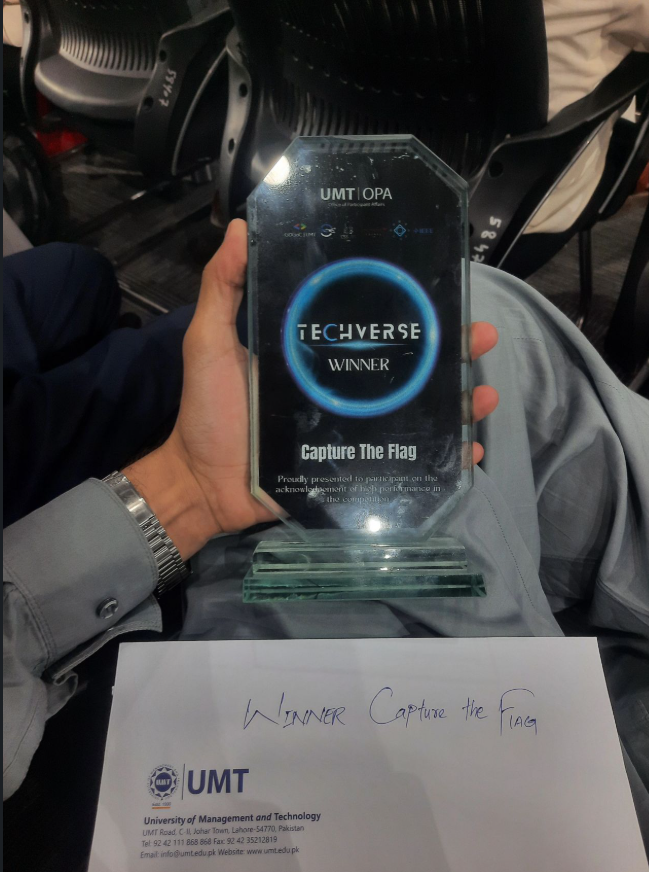 UMT OPA
TECHVERSE
WINNER
Capture The Flag
Proudly presented to participant on the
acknowledgement of high performance in
the competition
WINNER Capture the FlAG
UMT
University of Management and Technology
UMT Road, C-II, Johar Town, Lahore-54770, Pakistan
Tel: 92 42 111 868 868 Fax: 92 42 35212819
Email: info@umt.edu.pk Website: www.umt.edu.pk